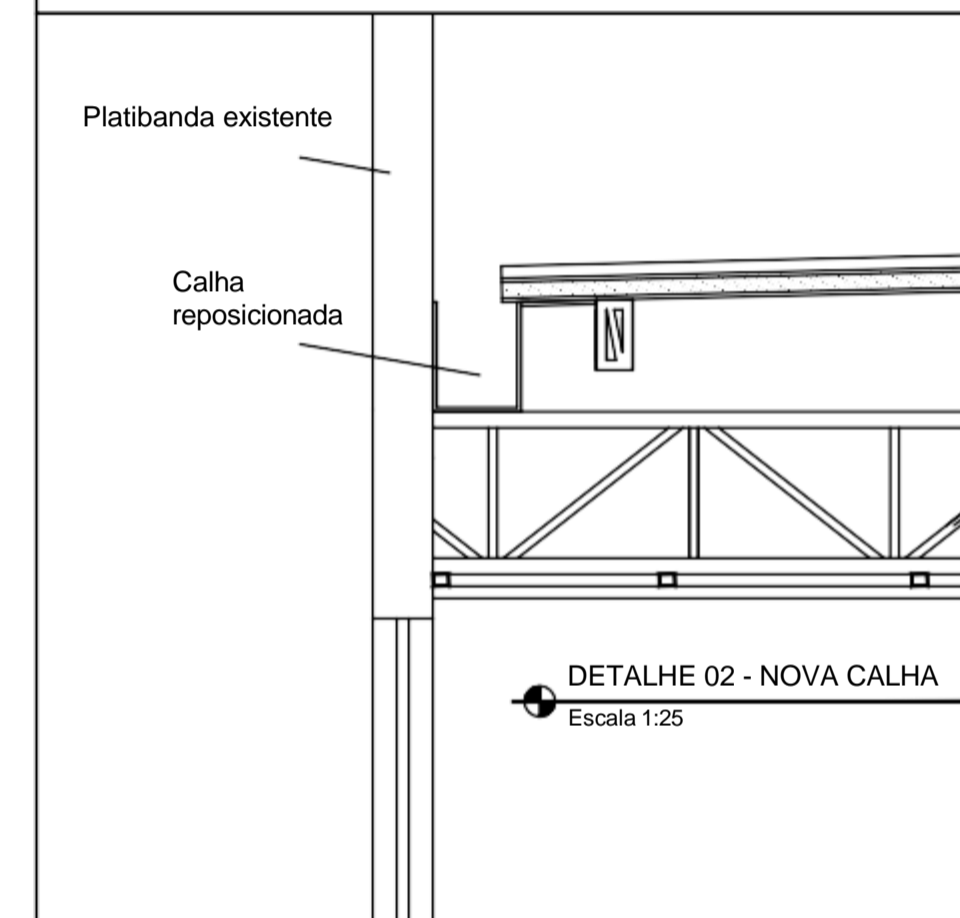 Platibanda existente
Calha
reposicionada
DETALHE 02 - NOVA CALHA
Escala 1:25